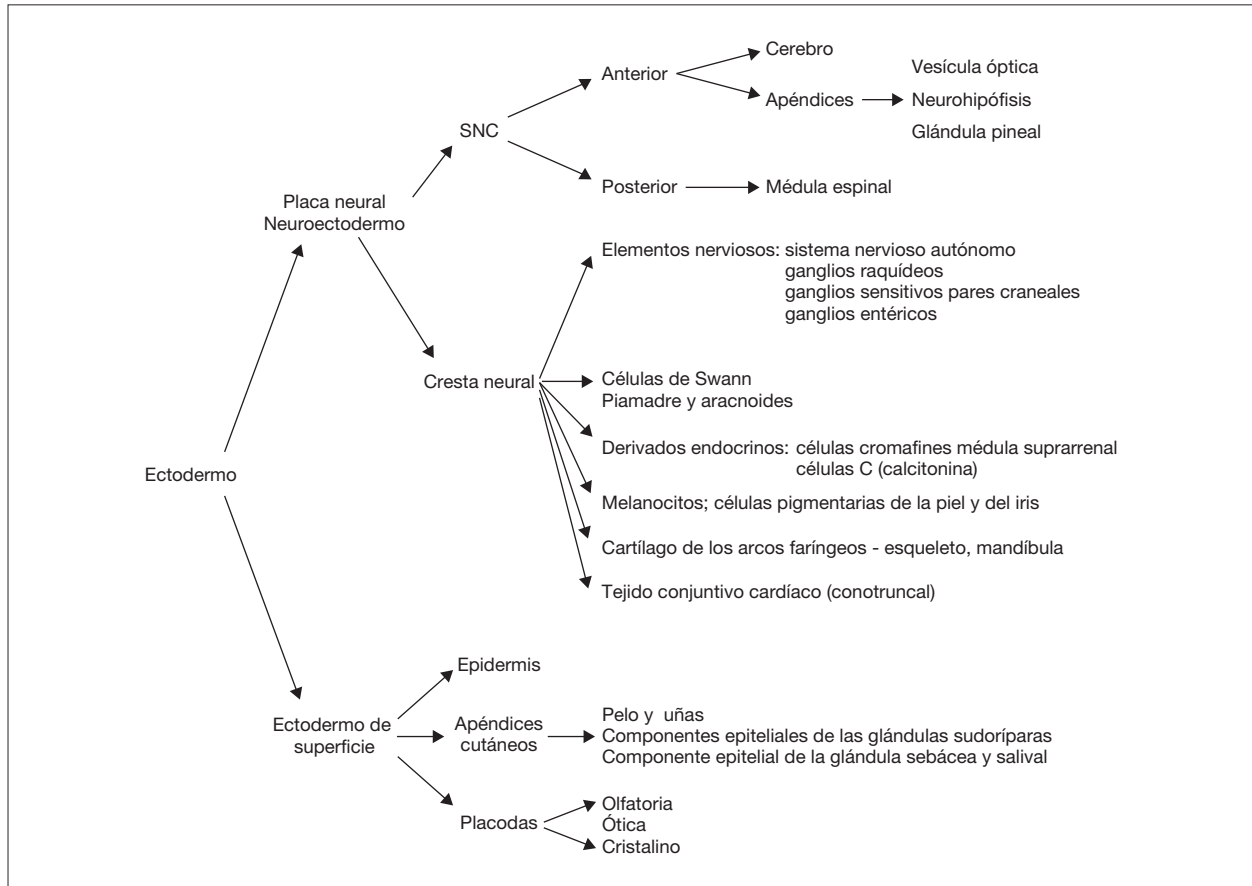 Cerebro
Anterior
Vesícula óptica
Apéndices
Neurohipófisis
Glándula pineal
SNC
Posterior
Médula espinal
Placa neural
Neuroectodermo
Elementos nerviosos: sistema nervioso autónomo
ganglios raquídeos
ganglios sensitivos pares craneales
ganglios entéricos
Cresta neural
Células de Swann
Piamadre y aracnoides
Derivados endocrinos: células cromafines médula suprarrenal
células C (calcitonina)
Melanocitos; células pigmentarias de la piel y del iris
Cartílago de los arcos faríngeos - esqueleto, mandíbula
Tejido conjuntivo cardíaco (conotruncal)
Ectodermo
Epidermis
Ectodermo de
superficie
Apéndices
cutáneos
Pelo y uñas
Componentes epiteliales de las glándulas sudoríparas
Componente epitelial de la glándula sebácea y salival
Placodas
Olfatoria
Ótica
Cristalino